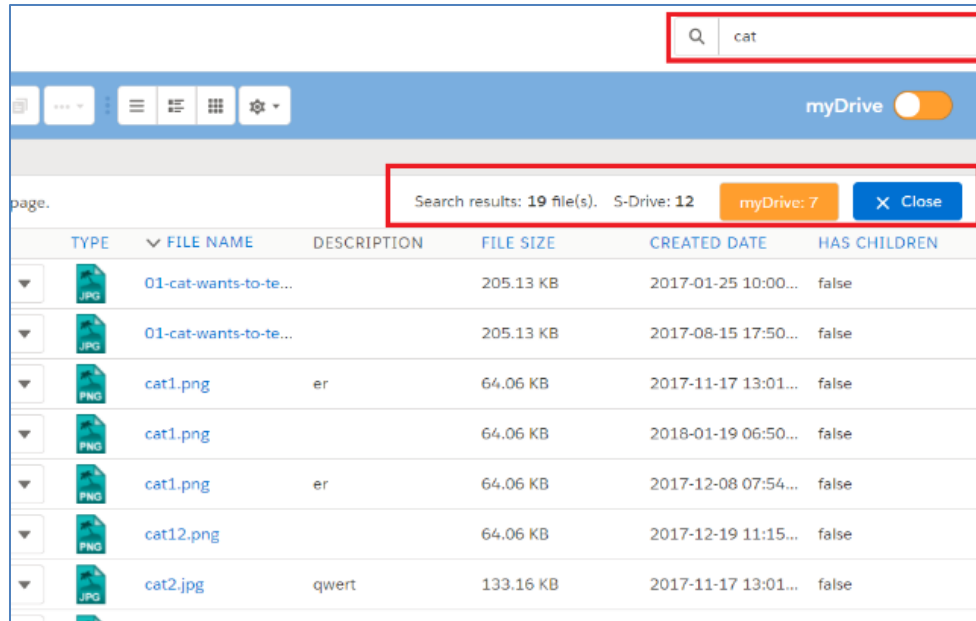 cat
myDrive
page.
Search results: 19 file(s). S-Drive: 12 myDrive: 7 X Close
TYPE FILE NAME DESCRIPTION FILE SIZE CREATED DATE HAS CHILDREN
JPG 01-cat-wants-to-te... 205.13 KB 2017-01-25 10:00... false
JPG 01-cat-wants-to-te... 205.13 KB 2017-08-15 17:50... false
PNG cat1.png er 64.06 KB 2017-11-17 13:01... false
PNG cat1.png 64.06 KB 2018-01-19 06:50... false
PNG cat1.png er 64.06 KB 2017-12-08 07:54... false
PNG cat12.png 64.06 KB 2017-12-19 11:15... false
JPG cat2.jpg qwert 133.16 KB 2017-11-17 13:01... false